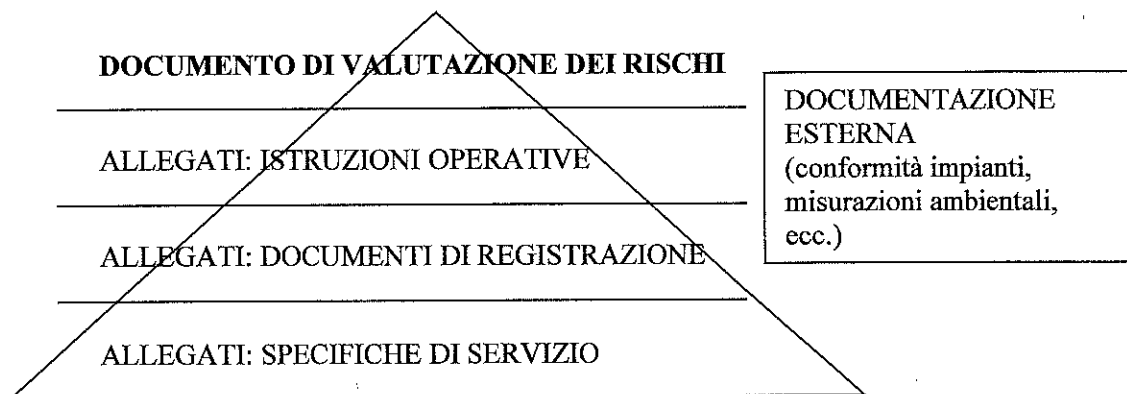 DOCUMENTO DI VALUTAZIONE DEI RISCHI
ALLEGATI: ISTRUZIONI OPERATIVE
ALLEGATI: DOCUMENTI DI REGISTRAZIONE
ALLEGATI: SPECIFICHE DI SERVIZIO
DOCUMENTAZIONE
ESTERNA
(conformità impianti,
misurazioni ambientali,
ecc.)